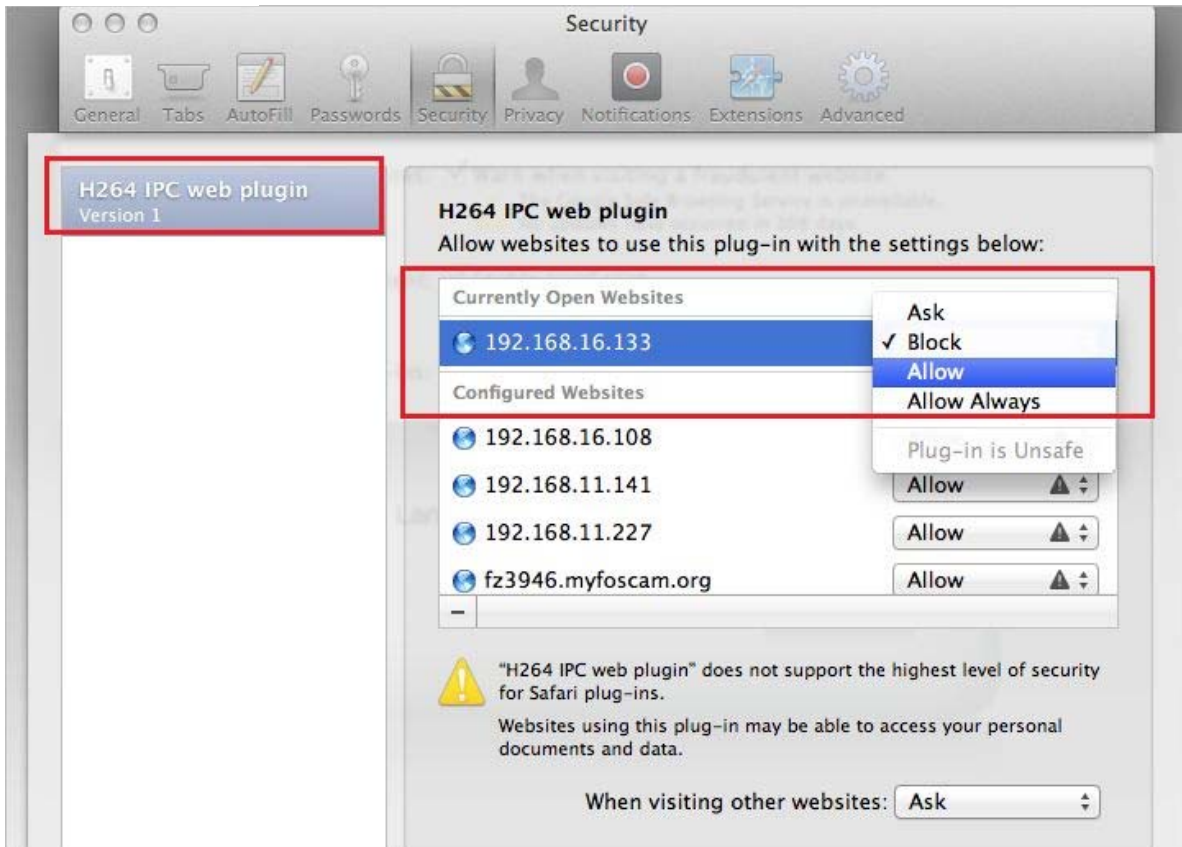 Security
General Tabs AutoFill Passwords Security Privacy Notifications Extensions Advanced
H264 IPC web plugin
Version 1
H264 IPC web plugin
Allow websites to use this plug-in with the settings below:
Currently Open Websites
192.168.16.133
Ask
✓ Block
Allow
Allow Always
Plug-in is Unsafe
Configured Websites
192.168.16.108
192.168.11.141 Allow
192.168.11.227 Allow
fz3946.myfoscam.org Allow
"H264 IPC web plugin" does not support the highest level of security
for Safari plug-ins.
Websites using this plug-in may be able to access your personal
documents and data.
When visiting other websites: Ask